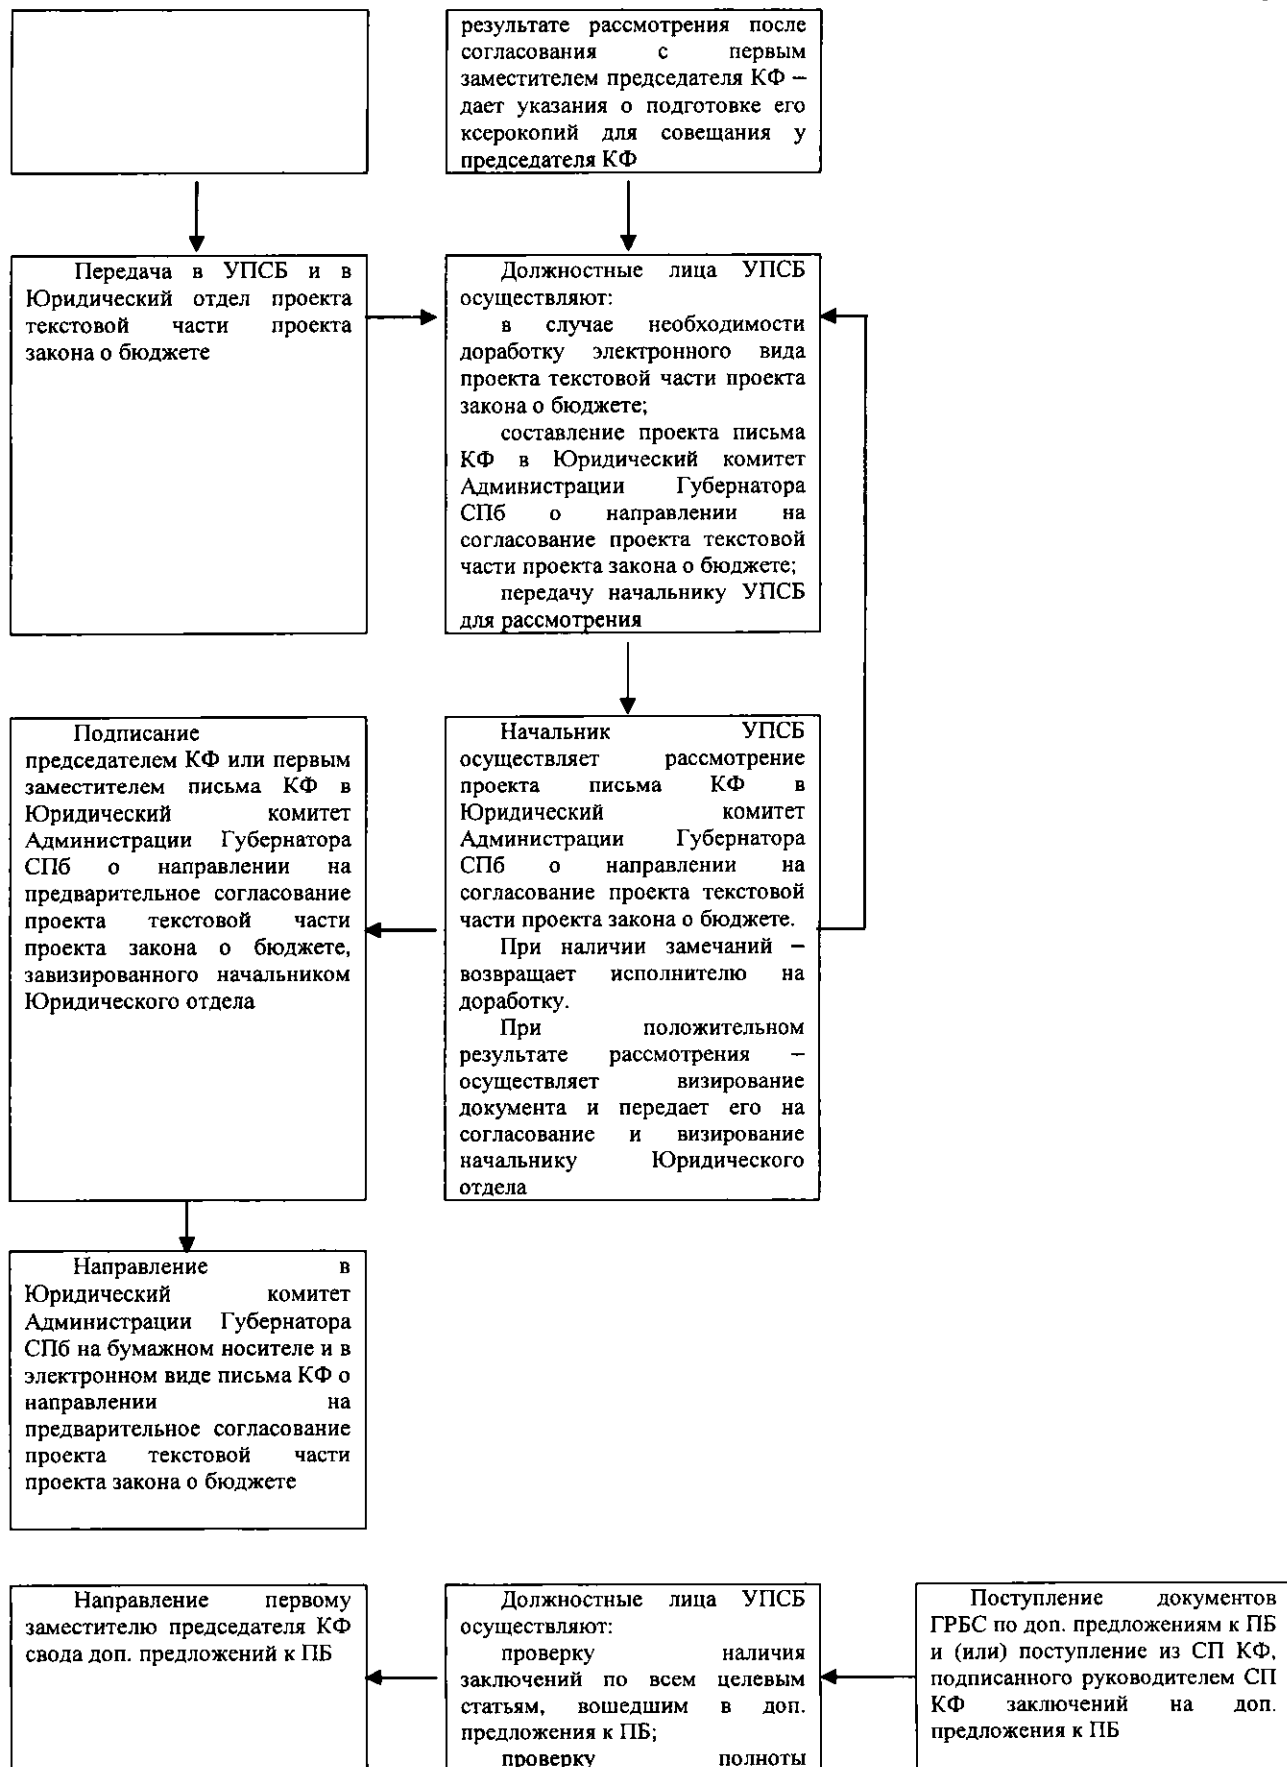 результате рассмотрения после
согласования с первым
заместителем председателя КФ –
дает указания о подготовке его
ксерокопий для совещания у
председателя КФ
Передача в УПСБ и в
Юридический отдел проекта
текстовой части проекта
закона о бюджете
Должностные лица УПСБ
осуществляют:
в случае необходимости
доработку электронного вида
проекта текстовой части проекта
закона о бюджете;
составление проекта письма
КФ в Юридический комитет
Администрации Губернатора
СПб о направлении на
согласование проекта текстовой
части проекта закона о бюджете;
передачу начальнику УПСБ
для рассмотрения
Подписание
председателем КФ или первым
заместителем письма КФ в
Юридический комитет
Администрации Губернатора
СПб о направлении на
предварительное согласование
проекта текстовой части
проекта закона о бюджете,
завизированного начальником
Юридического отдела
Начальник УПСБ
осуществляет рассмотрение
проекта письма КФ в
Юридический комитет
Администрации Губернатора
СПб о направлении на
согласование проекта текстовой
части проекта закона о бюджете.
При наличии замечаний –
возвращает исполнителю на
доработку.
При положительном
результате рассмотрения –
осуществляет визирование
документа и передает его на
согласование и визирование
начальнику Юридического
отдела
Направление в
Юридический комитет
Администрации Губернатора
СПб на бумажном носителе и в
электронном виде письма КФ о
направлении на
предварительное согласование
проекта текстовой части
проекта закона о бюджете
Направление первому
заместителю председателя КФ
свода доп. предложений к ПБ
Должностные лица УПСБ
осуществляют:
проверку наличия
заключений по всем целевым
статьям, вошедшим в доп.
предложения к ПБ;
проверку полноты
Поступление документов
ГРБС по доп. предложениям к ПБ
и (или) поступление из СП КФ,
подписанного руководителем СП
КФ заключений на доп.
предложения к ПБ